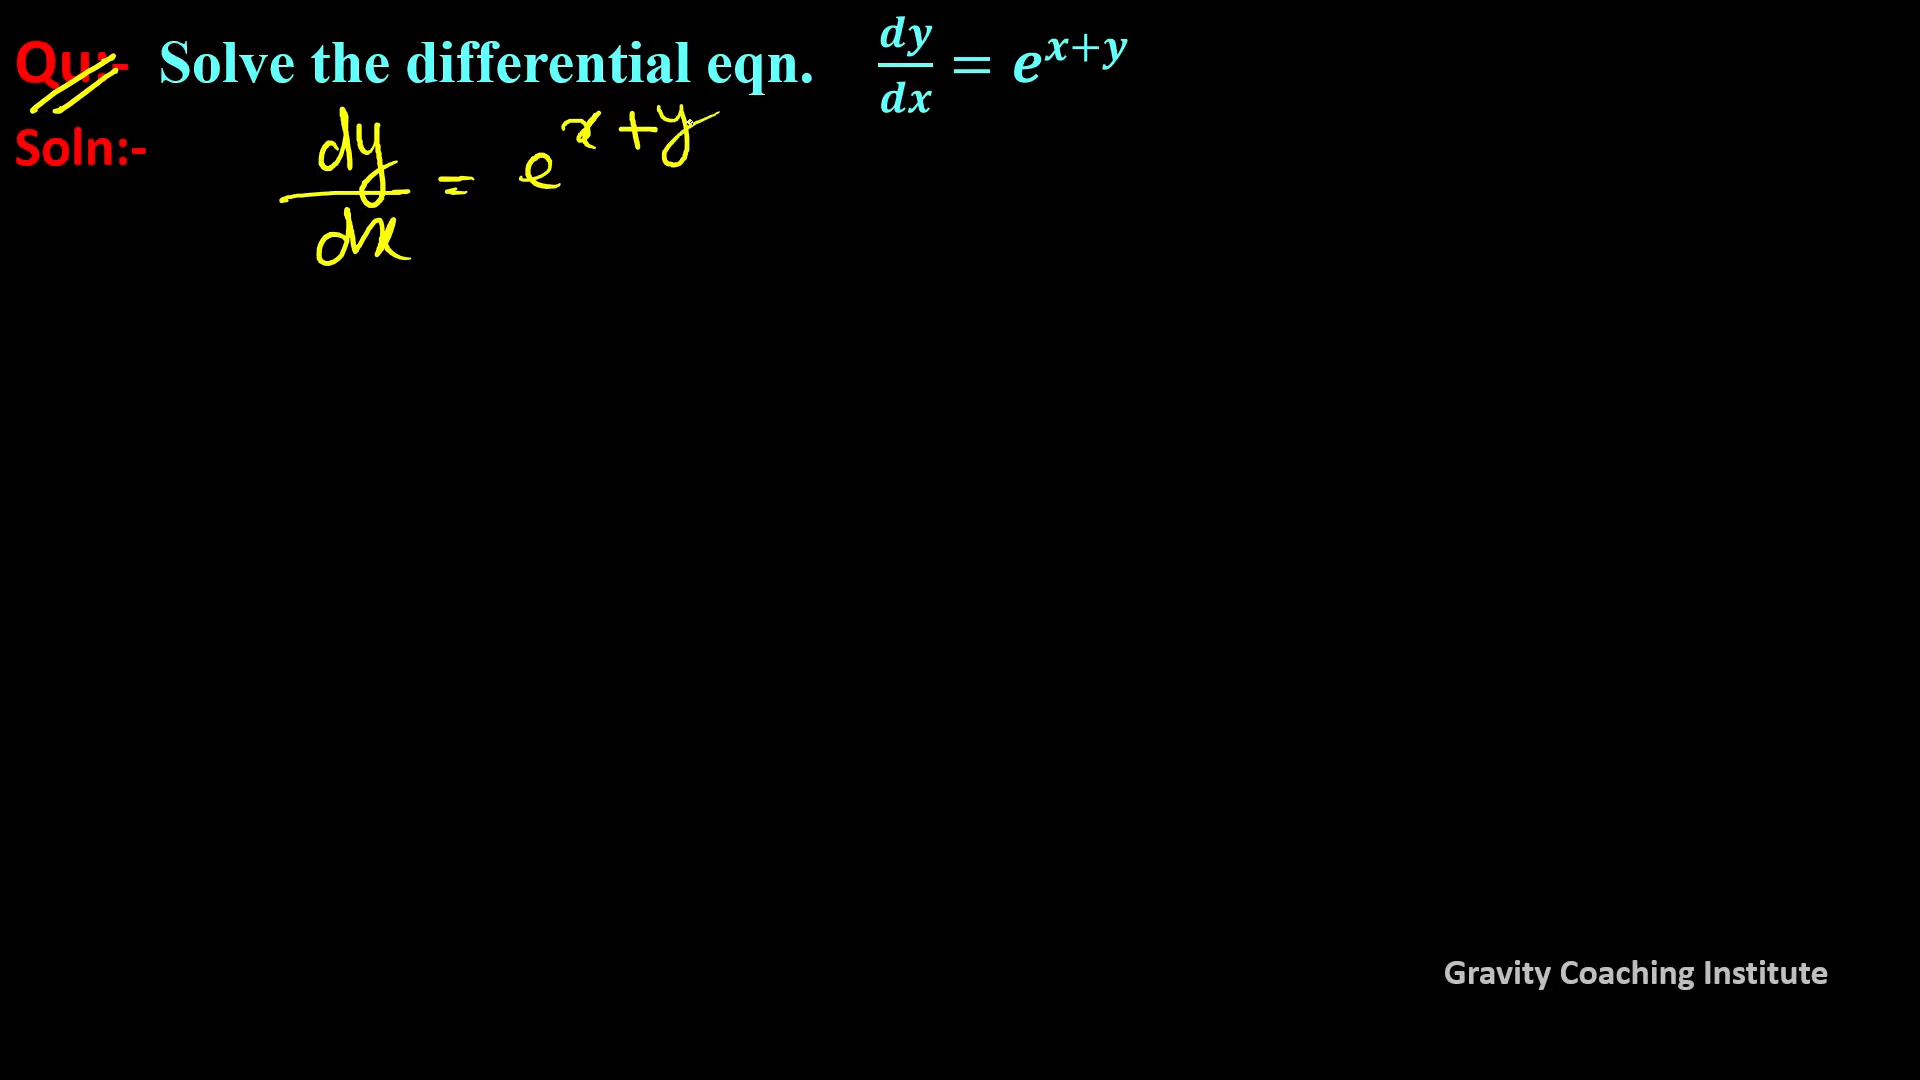 Qu:- Solve the differential eqn. dy/dx = e^{x+y}
Soln:- dy/dx = e^{x+y}
Gravity Coaching Institute